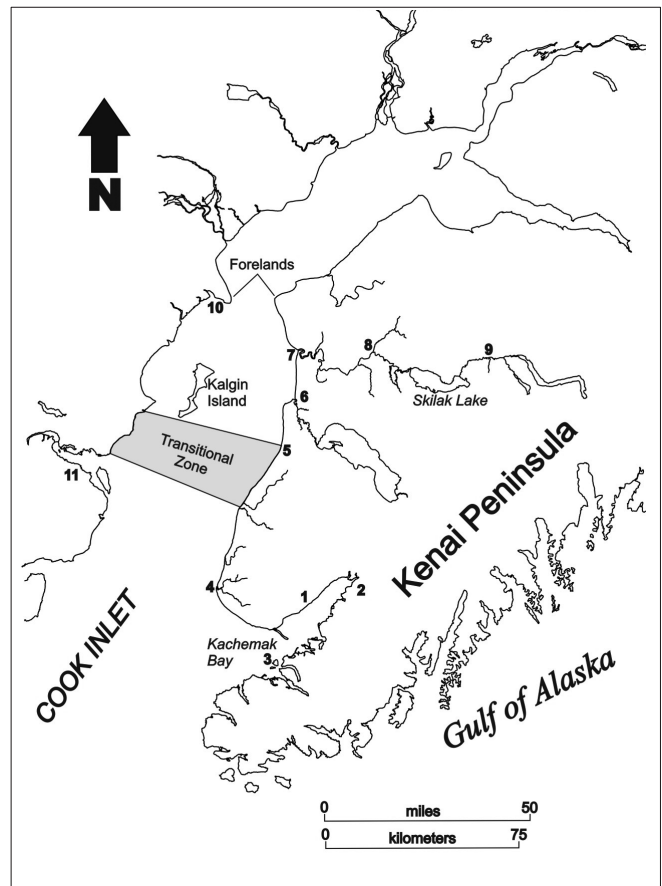 N
Forelands
10
7
8
9
Kalgin
Island
Skilak Lake
6
Transitional
Zone
5
11
Kenai Peninsula
4
1
2
Kachemak
Bay
3
COOK INLET
Gulf of Alaska
0 50
miles
0 75
kilometers